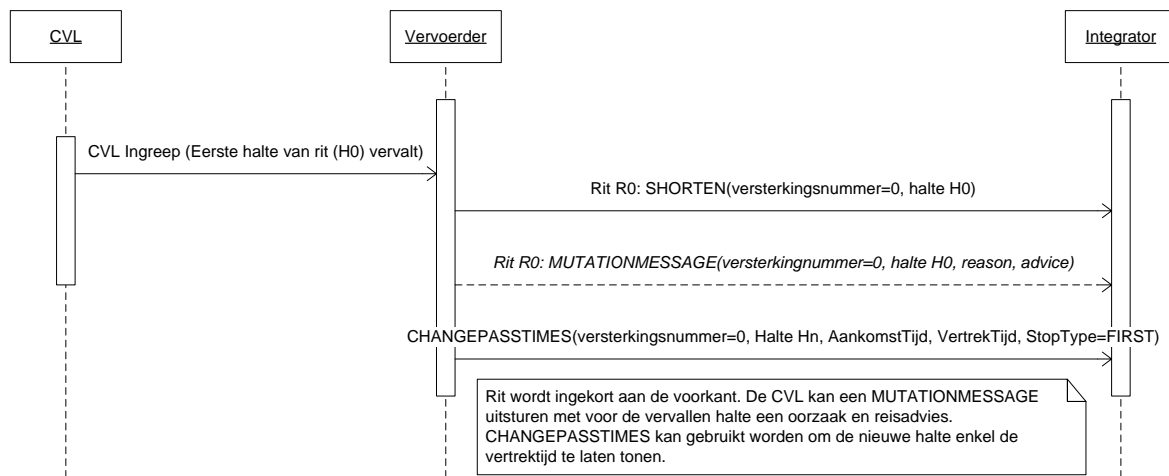 CVL
Vervoerder
Integrator
CVL Ingreep (Eerste halte van rit (H0) vervalt)
Rit R0: SHORTEN(versterkingsnummer=0, halte H0)
Rit R0: MUTATIONMESSAGE(versterkingnummer=0, halte H0, reason, advice)
CHANGEPASSTIMES(versterkingsnummer=0, Halte Hn, AankomstTijd, VertrekTijd, StopType=FIRST)
Rit wordt ingekort aan de voorkant. De CVL kan een MUTATIONMESSAGE
uitsturen met voor de vervallen halte een oorzaak en reisadvies.
CHANGEPASSTIMES kan gebruikt worden om de nieuwe halte enkel de
vertrektijd te laten tonen.